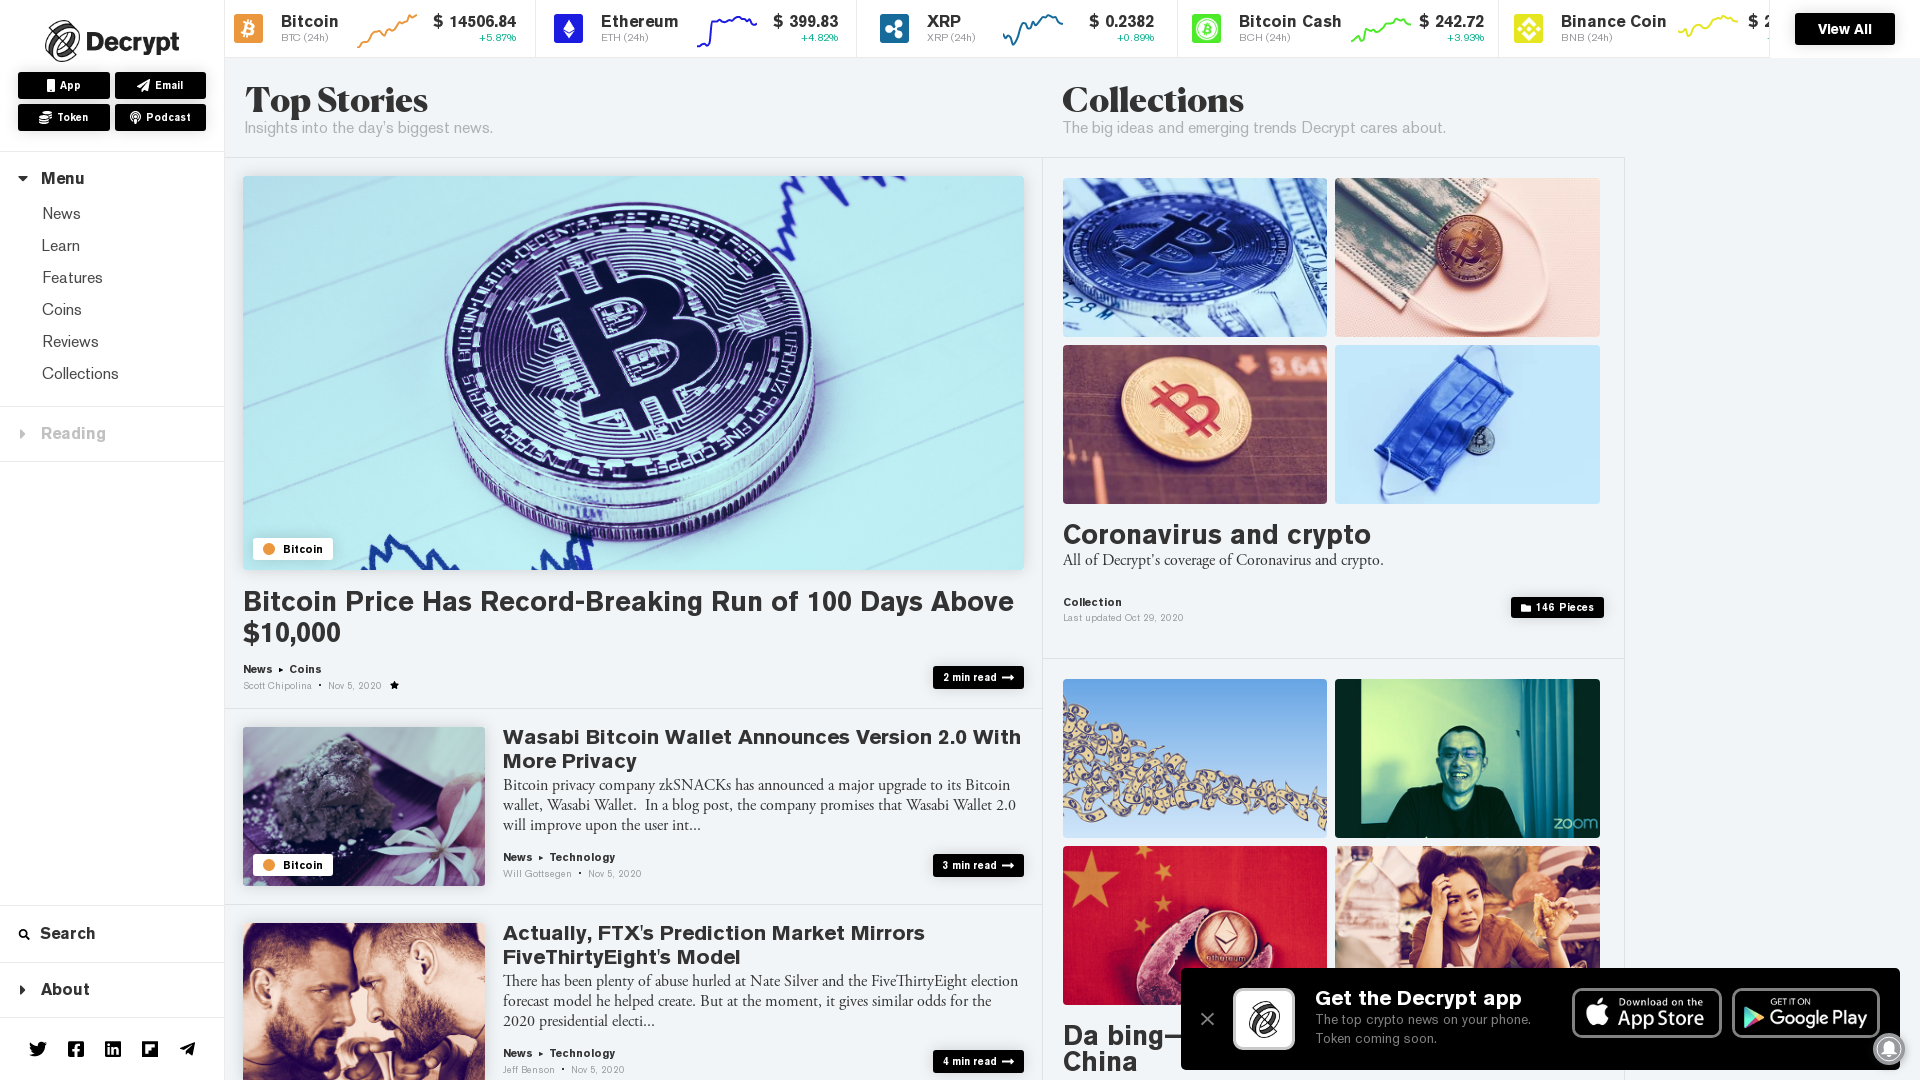 Decrypt
App
Email
Token
Podcast
Menu
News
Learn
Features
Coins
Reviews
Collections
Reading
Search
About
Bitcoin
BTC (24h)
$ 14506.84
+5.87%
Ethereum
ETH (24h)
$ 399.83
+4.82%
XRP
XRP (24h)
$ 0.2382
+0.89%
Bitcoin Cash
BCH (24h)
$ 242.72
+3.93%
Binance Coin
BNB (24h)
View All
Top Stories
Insights into the day's biggest news.
Bitcoin
Bitcoin Price Has Record-Breaking Run of 100 Days Above
$10,000
News ▸ Coins
Scott Chipolina • Nov 5, 2020
2 min read
Bitcoin
Wasabi Bitcoin Wallet Announces Version 2.0 With
More Privacy
Bitcoin privacy company zkSNACKs has announced a major upgrade to its Bitcoin
wallet, Wasabi Wallet. In a blog post, the company promises that Wasabi Wallet 2.0
will improve upon the user int...
News ▸ Technology
Will Gottsegen • Nov 5, 2020
3 min read
Actually, FTX's Prediction Market Mirrors
FiveThirtyEight's Model
There has been plenty of abuse hurled at Nate Silver and the FiveThirtyEight election
forecast model he helped create. But at the moment, it gives similar odds for the
2020 presidential electi...
News ▸ Technology
Jeff Benson • Nov 5, 2020
4 min read
Collections
The big ideas and emerging trends Decrypt cares about.
Coronavirus and crypto
All of Decrypt's coverage of Coronavirus and crypto.
Collection
Last updated Oct 29, 2020
146 Pieces
zoom
ethereum
Da bing—
China
Get the Decrypt app
The top crypto news on your phone.
Token coming soon.
Download on the
App Store
GET IT ON
Google Play